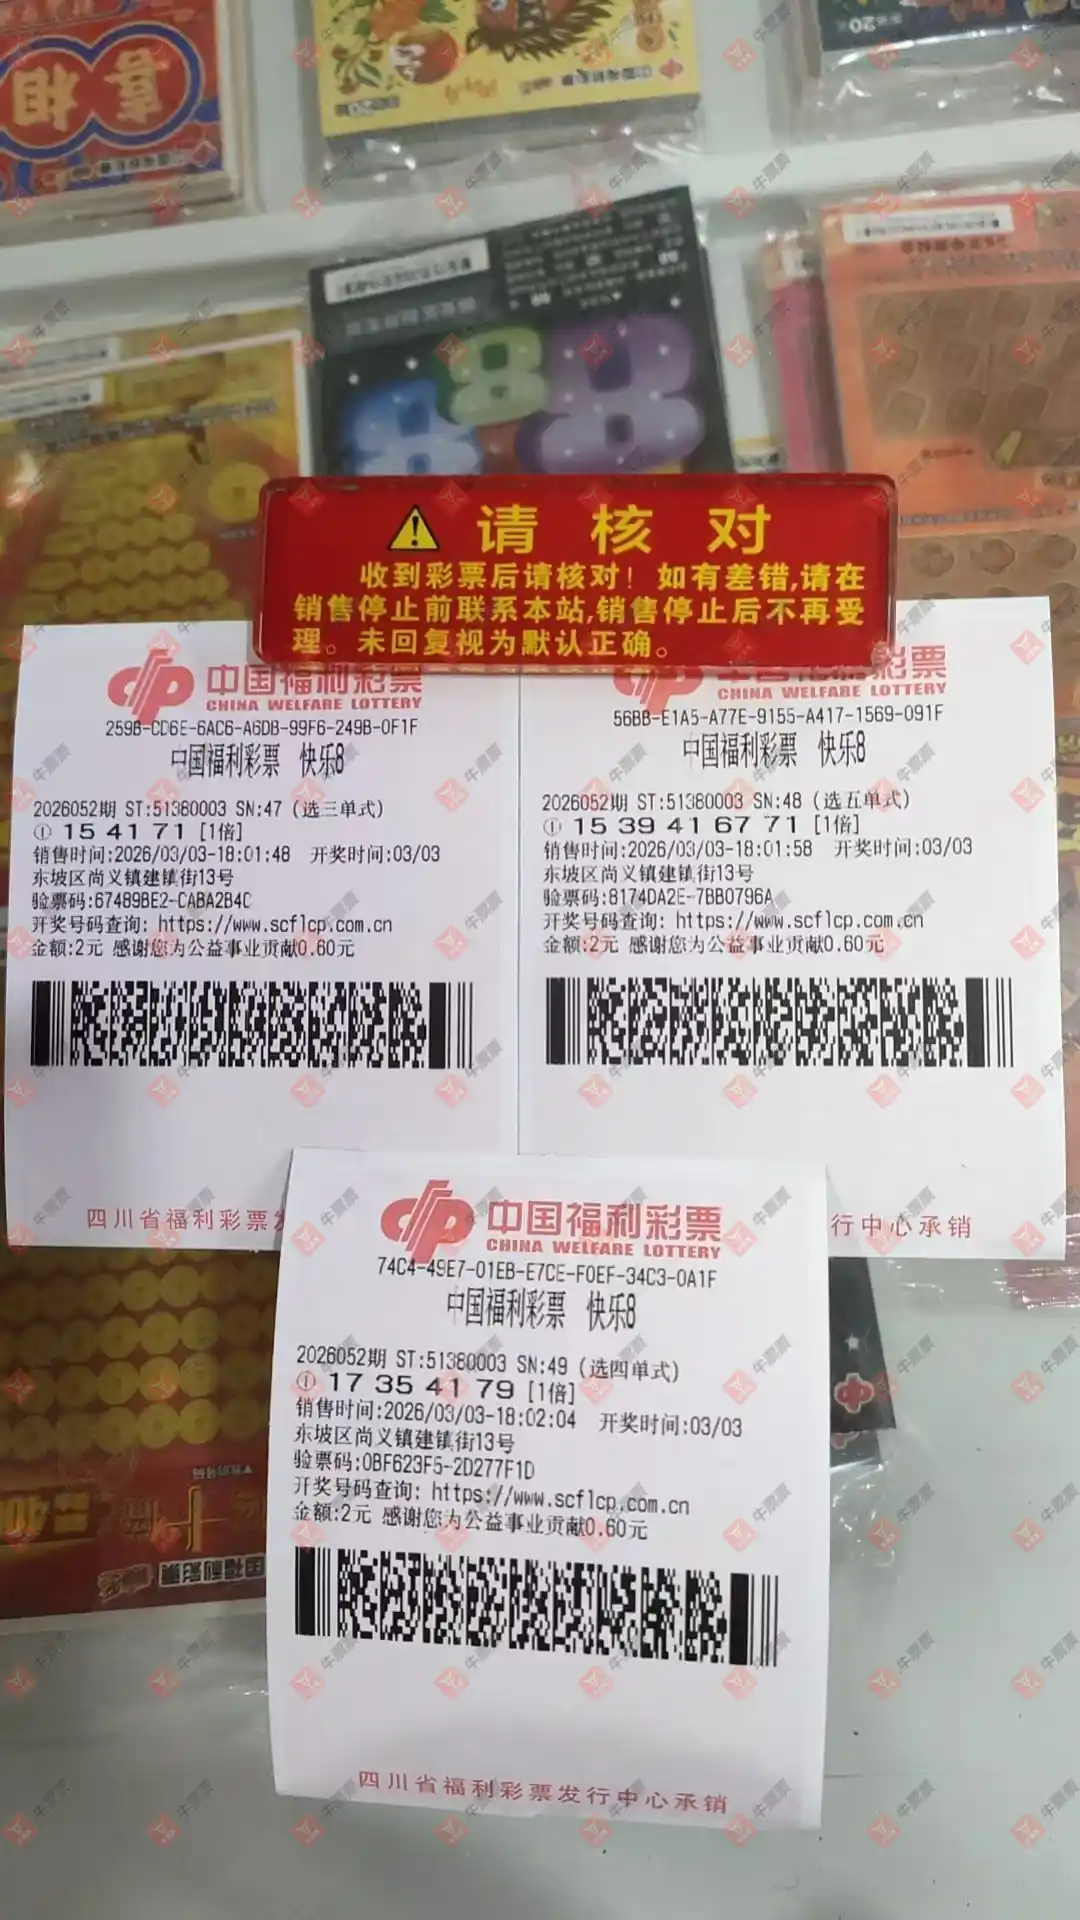 请核对
收到彩票后请核对！如有差错,请在
销售停止前联系本站,销售停止后不再受
理。未回复视为默认正确。
中国福利彩票
CHINA WELFARE LOTTERY
259B-CD6E-6AC6-A6DB-99F6-249B-0F1F
中国福利彩票 快乐8
2026052期 ST:51380003 SN:47 (选三单式)
① 15 41 71 [1倍]
销售时间:2026/03/03-18:01:48 开奖时间:03/03
东坡区尚义镇建镇街13号
验票码:67489BE2-CABA2B4C
开奖号码查询: https://www.scflcp.com.cn
金额:2元 感谢您为公益事业贡献0.60元
四川省福利彩票发
中国福利彩票
CHINA WELFARE LOTTERY
56BB-E1A5-A77E-9155-A417-1569-091F
中国福利彩票 快乐8
2026052期 ST:51380003 SN:48 (选五单式)
① 15 39 41 67 71 [1倍]
销售时间:2026/03/03-18:01:58 开奖时间:03/03
东坡区尚义镇建镇街13号
验票码:8174DA2E-7BB0796A
开奖号码查询: https://www.scflcp.com.cn
金额:2元 感谢您为公益事业贡献0.60元
行中心承销
中国福利彩票
CHINA WELFARE LOTTERY
74C4-49E7-01EB-E7CE-F0EF-34C3-0A1F
中国福利彩票 快乐8
2026052期 ST:51380003 SN:49 (选四单式)
① 17 35 41 79 [1倍]
销售时间:2026/03/03-18:02:04 开奖时间:03/03
东坡区尚义镇建镇街13号
验票码:0BF623F5-2D277F1D
开奖号码查询: https://www.scflcp.com.cn
金额:2元 感谢您为公益事业贡献0.60元
四川省福利彩票发行中心承销